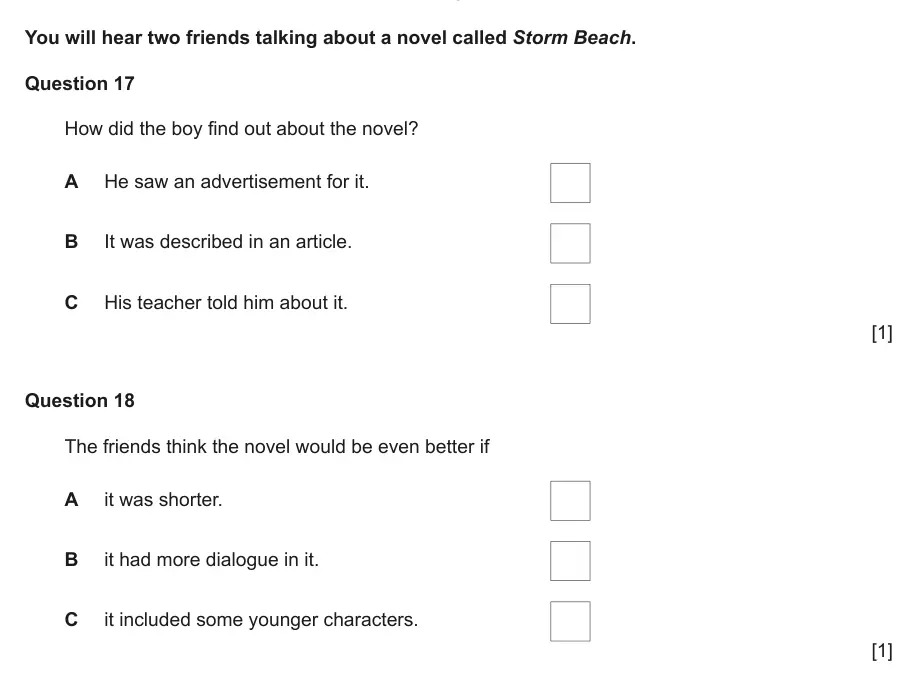 You will hear two friends talking about a novel called Storm Beach.
Question 17
How did the boy find out about the novel?
A He saw an advertisement for it.
B It was described in an article.
C His teacher told him about it.
[1]
Question 18
The friends think the novel would be even better if
A it was shorter.
B it had more dialogue in it.
C it included some younger characters.
[1]